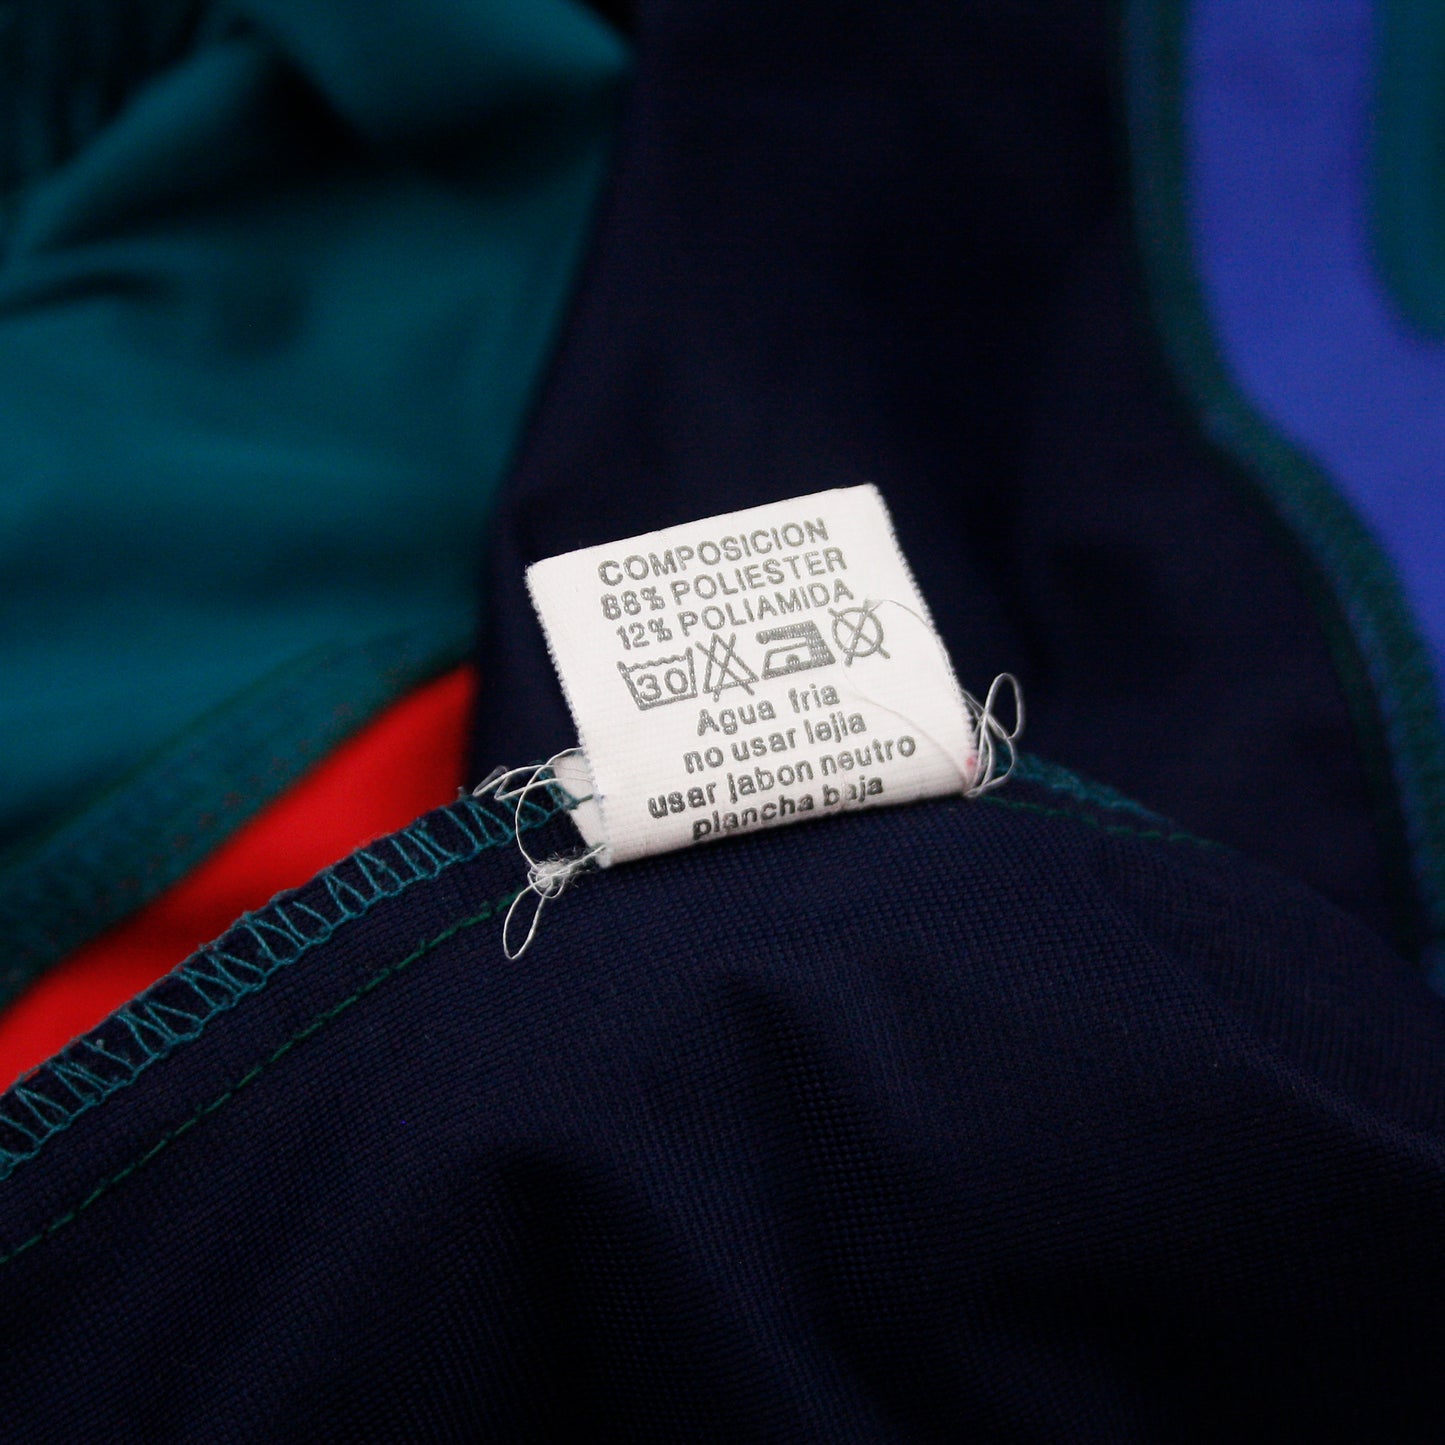 COMPOSICION
88% POLIESTER
12% POLIAMIDA
30
Agua fria
no usar lejia
usar jabon neutro
plancha baja